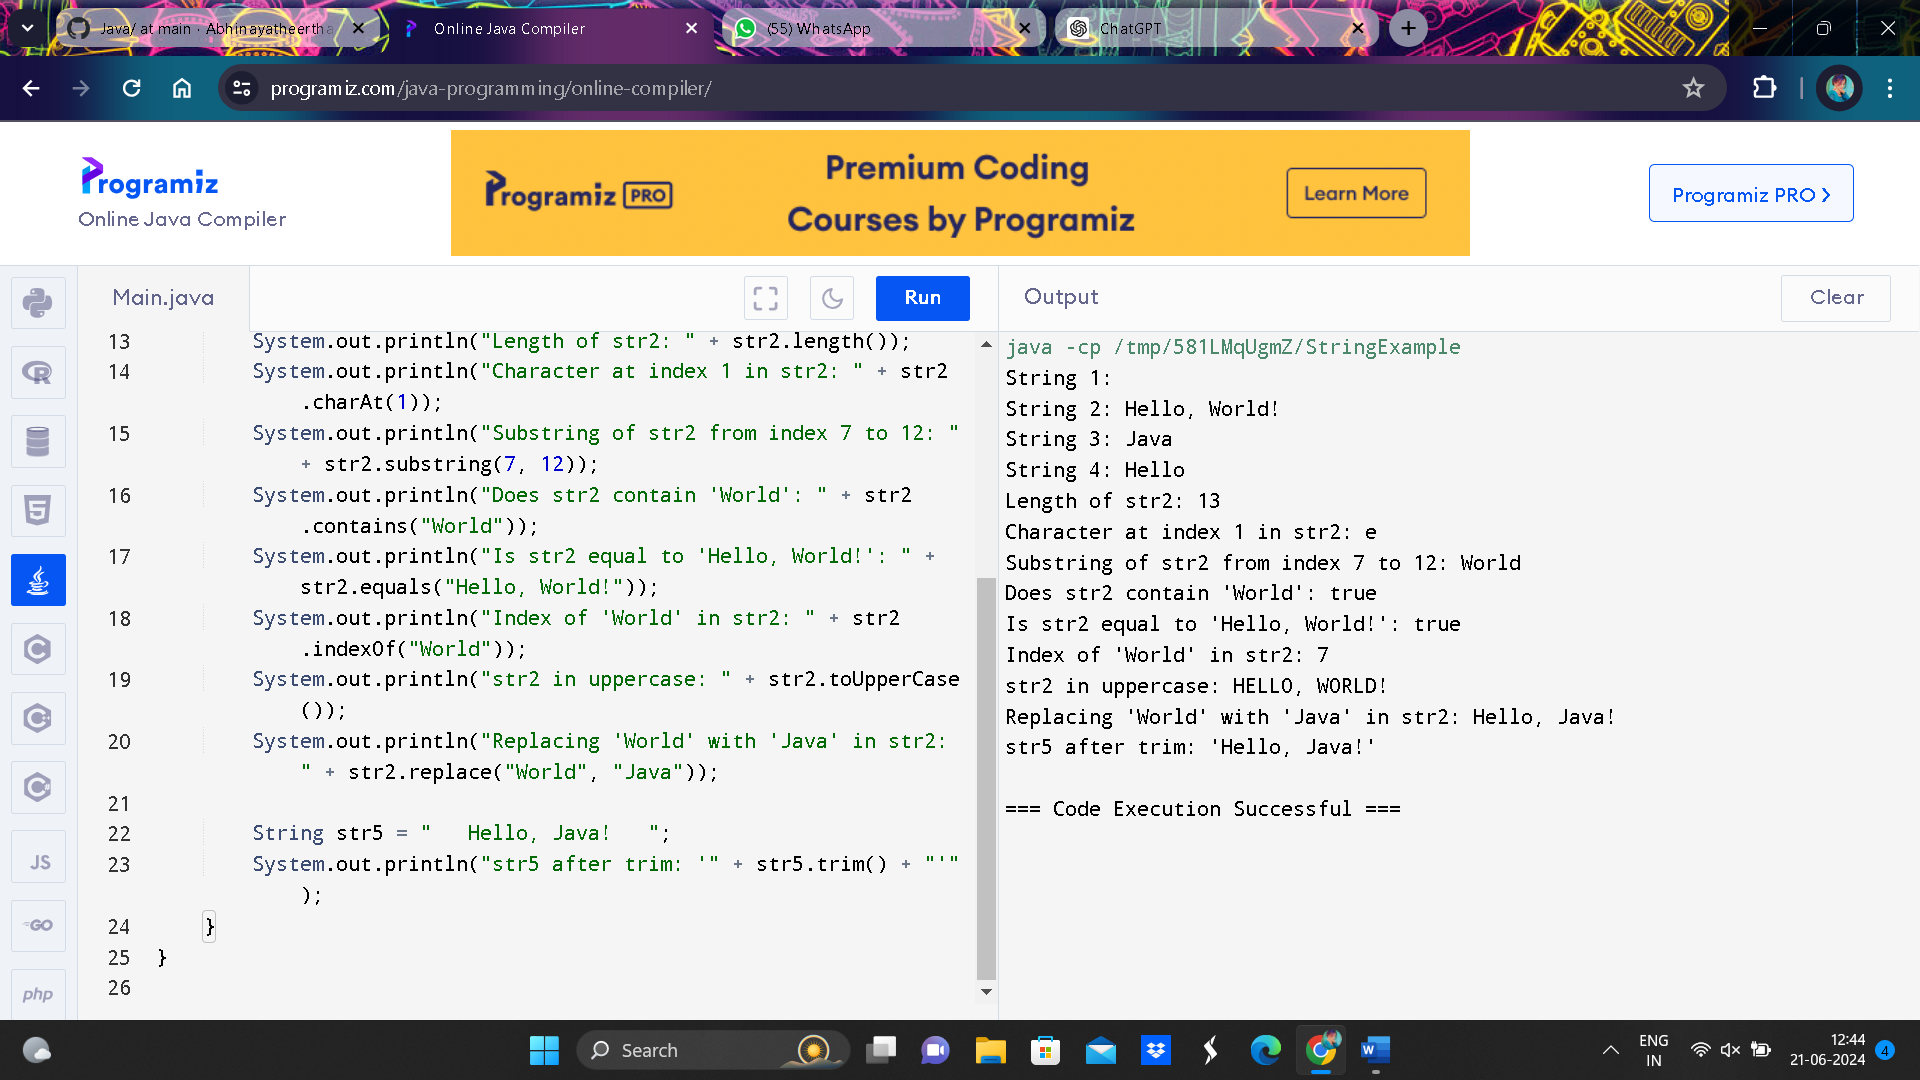 Java/ at main · Abhinayatheertha
Online Java Compiler
(55) WhatsApp
ChatGPT
programiz.com/java-programming/online-compiler/
Programiz
Online Java Compiler
Programiz PRO
Premium Coding
Courses by Programiz
Learn More
Programiz PRO
Main.java
Run
Output
Clear
13 System.out.println("Length of str2: " + str2.length());
14 System.out.println("Character at index 1 in str2: " + str2
.charAt(1));
15 System.out.println("Substring of str2 from index 7 to 12: "
+ str2.substring(7, 12));
16 System.out.println("Does str2 contain 'World': " + str2
.contains("World"));
17 System.out.println("Is str2 equal to 'Hello, World!': " +
str2.equals("Hello, World!"));
18 System.out.println("Index of 'World' in str2: " + str2
.indexOf("World"));
19 System.out.println("str2 in uppercase: " + str2.toUpperCase
());
20 System.out.println("Replacing 'World' with 'Java' in str2:
" + str2.replace("World", "Java"));
21
22 String str5 = "   Hello, Java!   ";
23 System.out.println("str5 after trim: '" + str5.trim() + "'"
);
24 }
25 }
26
java -cp /tmp/581LMqUgmZ/StringExample
String 1:
String 2: Hello, World!
String 3: Java
String 4: Hello
Length of str2: 13
Character at index 1 in str2: e
Substring of str2 from index 7 to 12: World
Does str2 contain 'World': true
Is str2 equal to 'Hello, World!': true
Index of 'World' in str2: 7
str2 in uppercase: HELLO, WORLD!
Replacing 'World' with 'Java' in str2: Hello, Java!
str5 after trim: 'Hello, Java!'
=== Code Execution Successful ===
R
5
C
C
C
JS
GO
php
Search
W
ENG
IN
12:44
21-06-2024
4